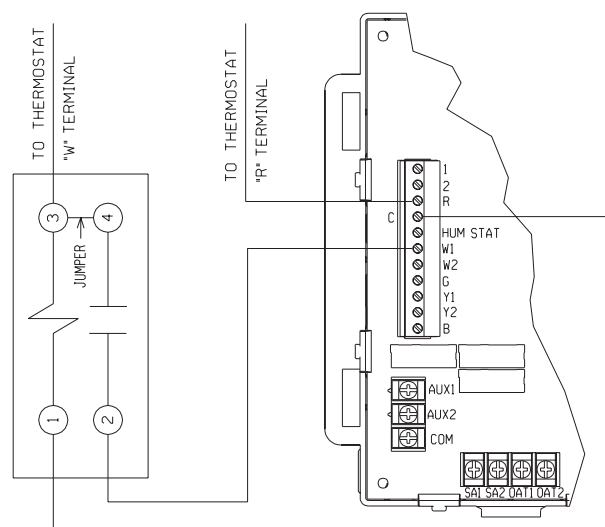 TO THERMOSTAT
"W" TERMINAL
TO THERMOSTAT
"R" TERMINAL
3
4
JUMPER
1
2
1
2
R
C
HUM STAT
W1
W2
G
Y1
Y2
B
AUX1
AUX2
COM
SA1 SA2 OAT1 OAT2